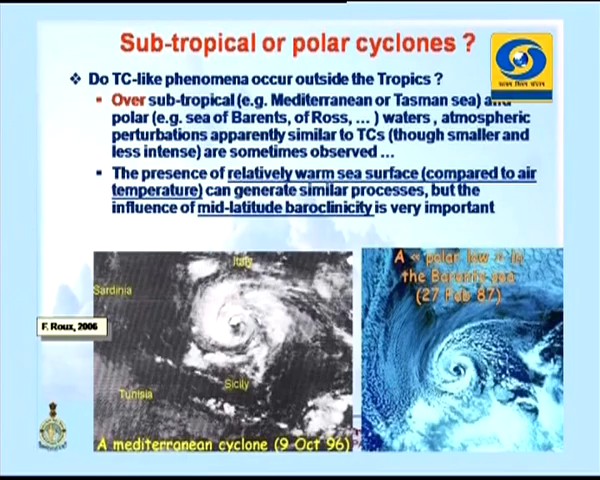 Sub-tropical or polar cyclones ?
Do TC-like phenomena occur outside the Tropics ?
Over sub-tropical (e.g. Mediterranean or Tasman sea) and
polar (e.g. sea of Barents, of Ross, ... ) waters , atmospheric
perturbations apparently similar to TCs (though smaller and
less intense) are sometimes observed ...
The presence of relatively warm sea surface (compared to air
temperature) can generate similar processes, but the
influence of mid-latitude baroclinicity is very important
Italy
Sardinia
Tunisia
Sicily
A mediterranean cyclone (9 Oct 96)
A « polar low » in
the Barents sea
(27 Feb 87)
F. Roux, 2006